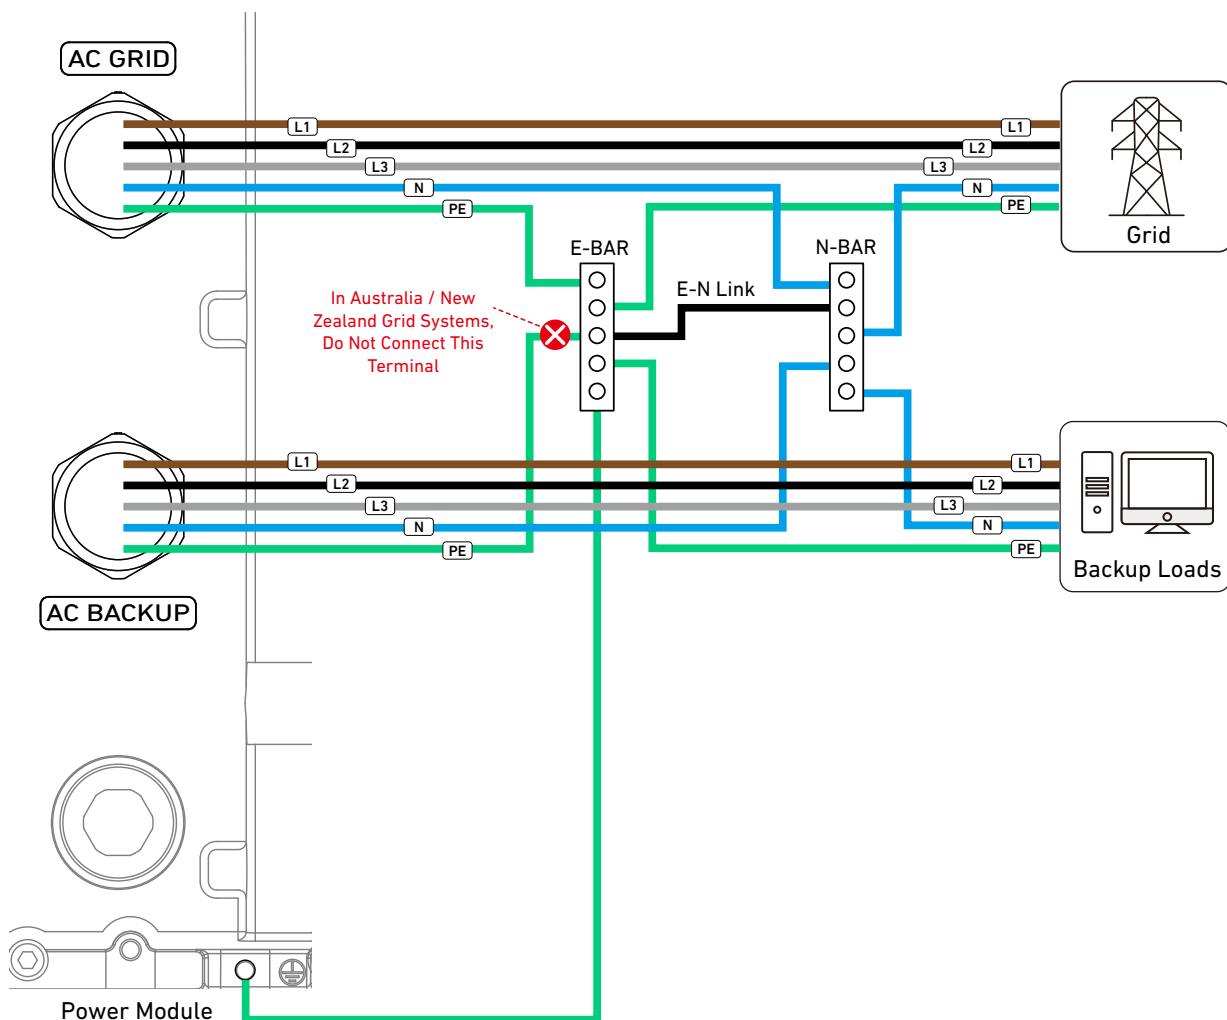 AC GRID
L1
L1
L2
L2
L3
L3
N
N
PE
PE
Grid
E-BAR
N-BAR
E-N Link
In Australia / New
Zealand Grid Systems,
Do Not Connect This
Terminal
L1
L1
L2
L2
L3
L3
N
N
PE
PE
Backup Loads
AC BACKUP
Power Module